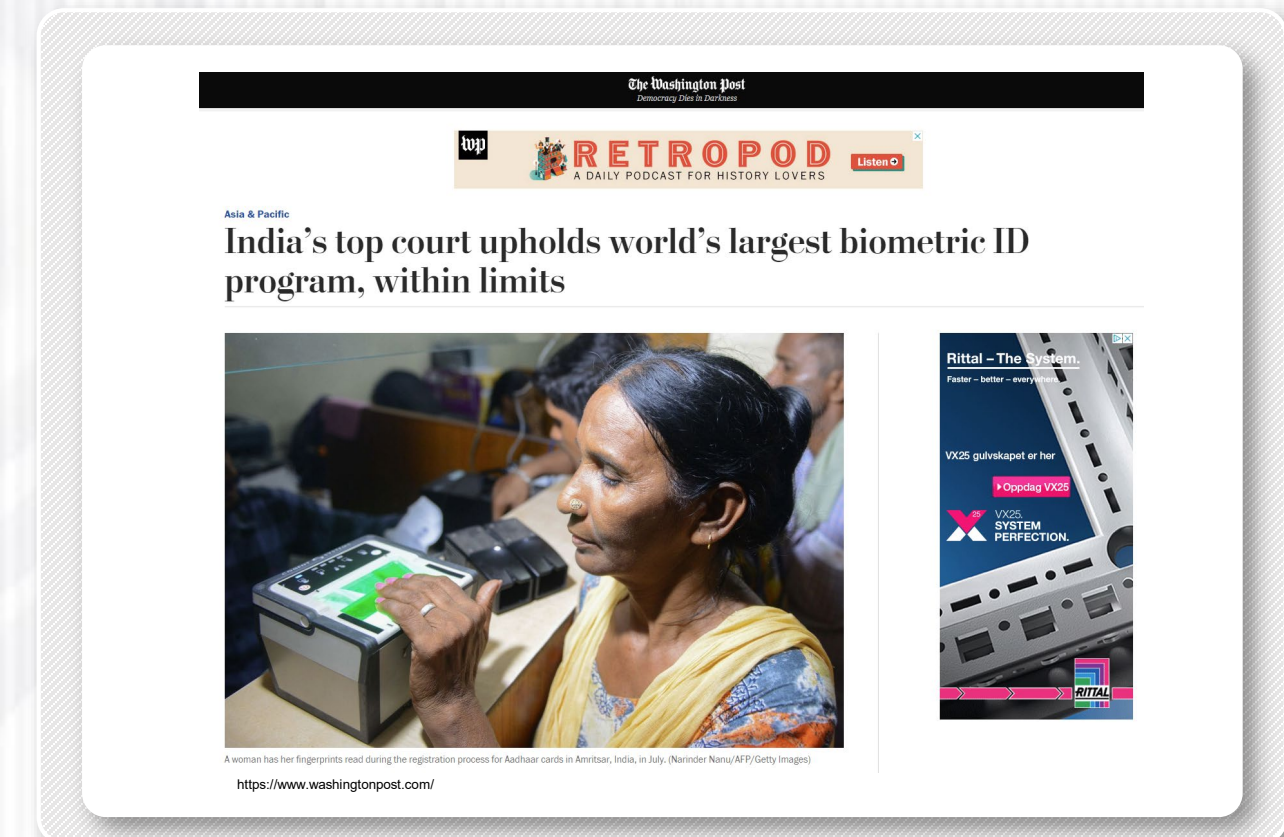 The Washington Post
Democracy Dies in Darkness
wp
RETROPOD
A DAILY PODCAST FOR HISTORY LOVERS
Listen
Asia & Pacific
India's top court upholds world's largest biometric ID
program, within limits
Rittal – The System.
Faster – better – everywhere.
VX25 gulvskapet er her
Oppdag VX25
25
VX25.
SYSTEM
PERFECTION.
RITTAL
A woman has her fingerprints read during the registration process for Aadhaar cards in Amritsar, India, in July. (Narinder Nanu/AFP/Getty Images)
https://www.washingtonpost.com/